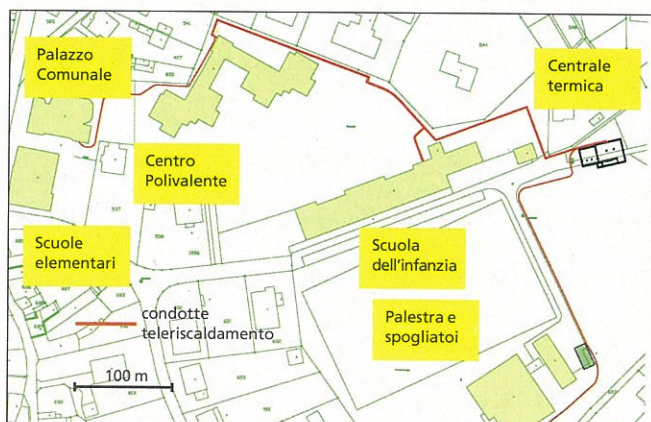 Palazzo
Comunale
Centrale
termica
Centro
Polivalente
Scuole
elementari
Scuola
dell'infanzia
Palestra e
spogliatoi
condotte
teleriscaldamento
100 m